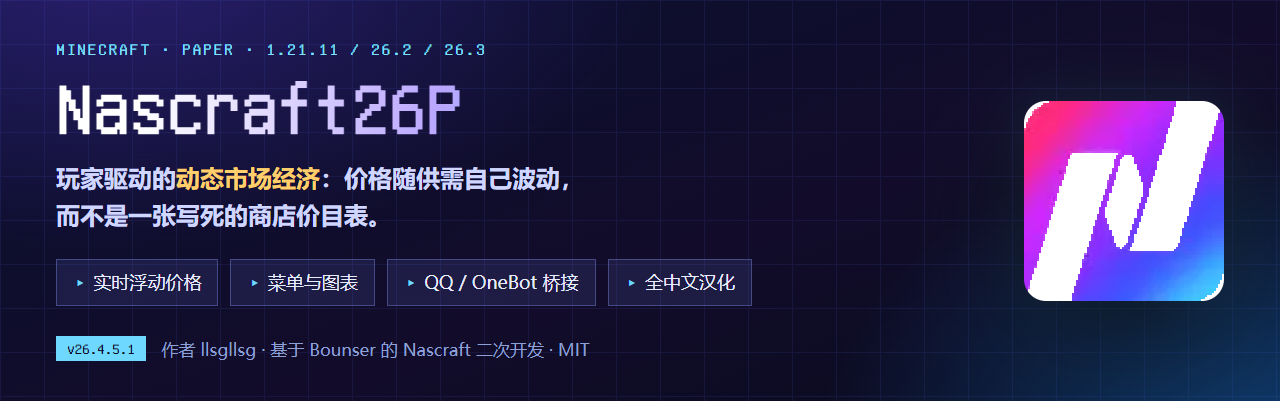 MINECRAFT · PAPER · 1.21.11 / 26.2 / 26.3
Nascraft26P
玩家驱动的动态市场经济：价格随供需自己波动，
而不是一张写死的商店价目表。
▸ 实时浮动价格 ▸ 菜单与图表 ▸ QQ / OneBot 桥接 ▸ 全中文汉化
v26.4.5.1 作者 llsgllsg · 基于 Bounser 的 Nascraft 二次开发 · MIT